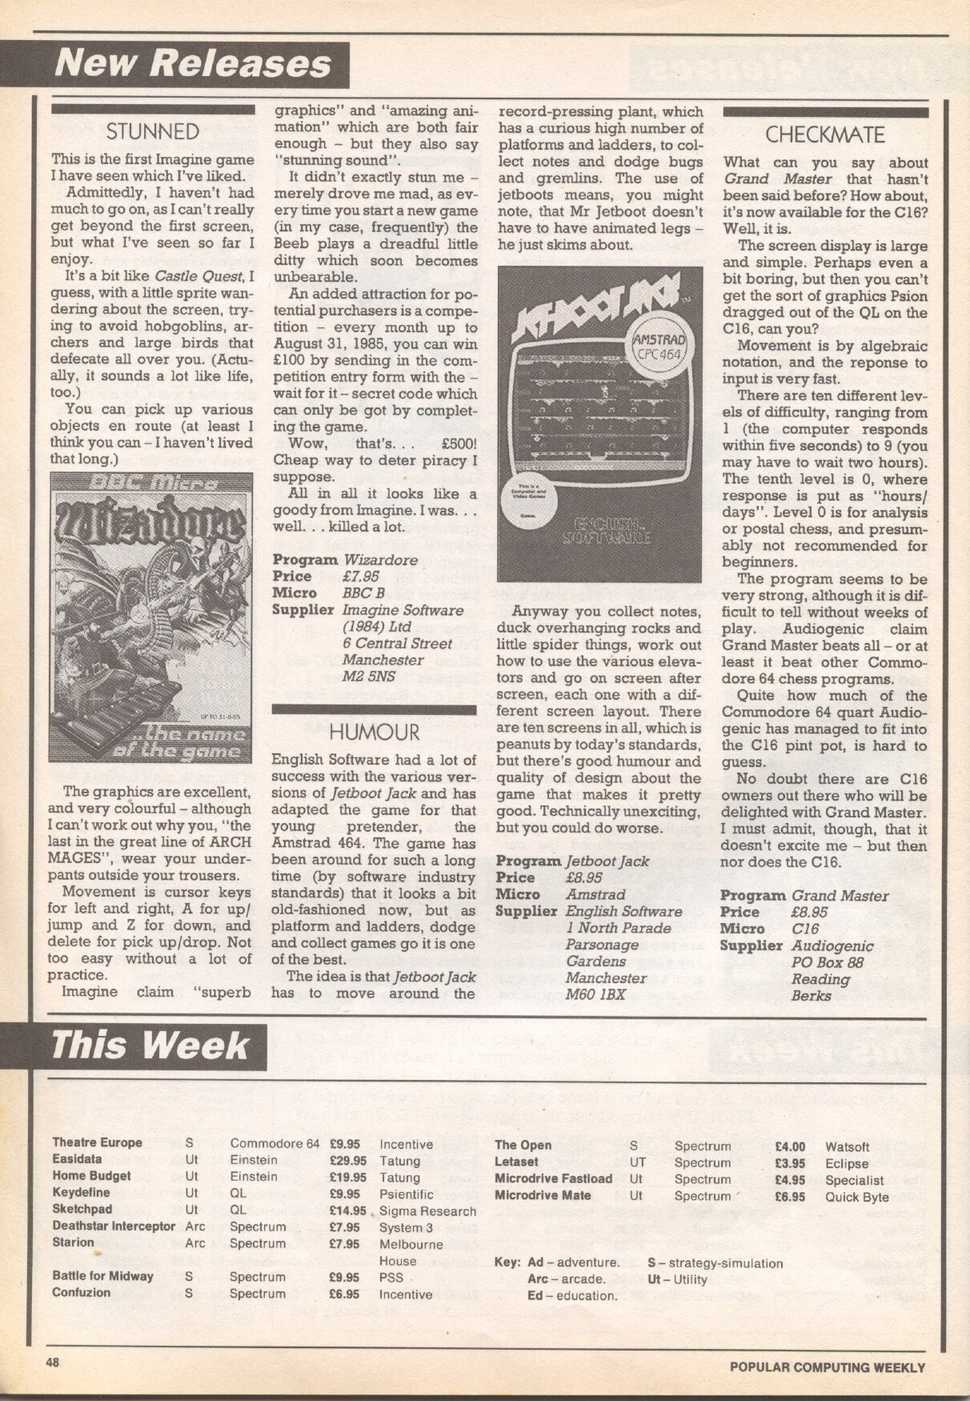 New Releases
STUNNED
This is the first Imagine game
I have seen which I've liked.
Admittedly, I haven't had
much to go on, as I can't really
get beyond the first screen,
but what I've seen so far I
enjoy.
It's a bit like Castle Quest, I
guess, with a little sprite wan-
dering about the screen, try-
ing to avoid hobgoblins, ar-
chers and large birds that
defecate all over you. (Actu-
ally, it sounds a lot like life,
too.)
You can pick up various
objects en route (at least I
think you can – I haven't lived
that long.)
BBC Micro
Wizadore
UP TO 31-8-85
...the name
of the game
The graphics are excellent,
and very colourful – although
I can't work out why you, "the
last in the great line of ARCH
MAGES", wear your under-
pants outside your trousers.
Movement is cursor keys
for left and right, A for up/
jump and Z for down, and
delete for pick up/drop. Not
too easy without a lot of
practice.
Imagine claim "superb
graphics" and "amazing ani-
mation" which are both fair
enough – but they also say
"stunning sound".
It didn't exactly stun me –
merely drove me mad, as ev-
ery time you start a new game
(in my case, frequently) the
Beeb plays a dreadful little
ditty which soon becomes
unbearable.
An added attraction for po-
tential purchasers is a compe-
tition – every month up to
August 31, 1985, you can win
£100 by sending in the com-
petition entry form with the –
wait for it – secret code which
can only be got by complet-
ing the game.
Wow, that's. . . £500!
Cheap way to deter piracy I
suppose.
All in all it looks like a
goody from Imagine. I was. . .
well. . . killed a lot.
Program Wizardore
Price £7.95
Micro BBC B
Supplier Imagine Software
(1984) Ltd
6 Central Street
Manchester
M2 5NS
HUMOUR
English Software had a lot of
success with the various ver-
sions of Jetboot Jack and has
adapted the game for that
young pretender, the
Amstrad 464. The game has
been around for such a long
time (by software industry
standards) that it looks a bit
old-fashioned now, but as
platform and ladders, dodge
and collect games go it is one
of the best.
The idea is that Jetboot Jack
has to move around the
record-pressing plant, which
has a curious high number of
platforms and ladders, to col-
lect notes and dodge bugs
and gremlins. The use of
jetboots means, you might
note, that Mr Jetboot doesn't
have to have animated legs –
he just skims about.
JET-BOOT JACK™
AMSTRAD
CPC 464
This is a
Computer and
Video Games
Game.
ENGLISH
SOFTWARE
Anyway you collect notes,
duck overhanging rocks and
little spider things, work out
how to use the various eleva-
tors and go on screen after
screen, each one with a dif-
ferent screen layout. There
are ten screens in all, which is
peanuts by today's standards,
but there's good humour and
quality of design about the
game that makes it pretty
good. Technically unexciting,
but you could do worse.
Program Jetboot Jack
Price £8.95
Micro Amstrad
Supplier English Software
1 North Parade
Parsonage
Gardens
Manchester
M60 1BX
CHECKMATE
What can you say about
Grand Master that hasn't
been said before? How about,
it's now available for the C16?
Well, it is.
The screen display is large
and simple. Perhaps even a
bit boring, but then you can't
get the sort of graphics Psion
dragged out of the QL on the
C16, can you?
Movement is by algebraic
notation, and the reponse to
input is very fast.
There are ten different lev-
els of difficulty, ranging from
1 (the computer responds
within five seconds) to 9 (you
may have to wait two hours).
The tenth level is 0, where
response is put as "hours/
days". Level 0 is for analysis
or postal chess, and presum-
ably not recommended for
beginners.
The program seems to be
very strong, although it is dif-
ficult to tell without weeks of
play. Audiogenic claim
Grand Master beats all – or at
least it beat other Commo-
dore 64 chess programs.
Quite how much of the
Commodore 64 quart Audio-
genic has managed to fit into
the C16 pint pot, is hard to
guess.
No doubt there are C16
owners out there who will be
delighted with Grand Master.
I must admit, though, that it
doesn't excite me – but then
nor does the C16.
Program Grand Master
Price £8.95
Micro C16
Supplier Audiogenic
PO Box 88
Reading
Berks
This Week
Theatre Europe S Commodore 64 £9.95 Incentive
Easidata Ut Einstein £29.95 Tatung
Home Budget Ut Einstein £19.95 Tatung
Keydefine Ut QL £9.95 Psientific
Sketchpad Ut QL £14.95 Sigma Research
Deathstar Interceptor Arc Spectrum £7.95 System 3
Starion Arc Spectrum £7.95 Melbourne
House
Battle for Midway S Spectrum £9.95 PSS
Confuzion S Spectrum £6.95 Incentive
The Open S Spectrum £4.00 Watsoft
Letaset UT Spectrum £3.95 Eclipse
Microdrive Fastload Ut Spectrum £4.95 Specialist
Microdrive Mate Ut Spectrum £6.95 Quick Byte
Key: Ad – adventure. S – strategy-simulation
Arc – arcade. Ut – Utility
Ed – education.
48
POPULAR COMPUTING WEEKLY